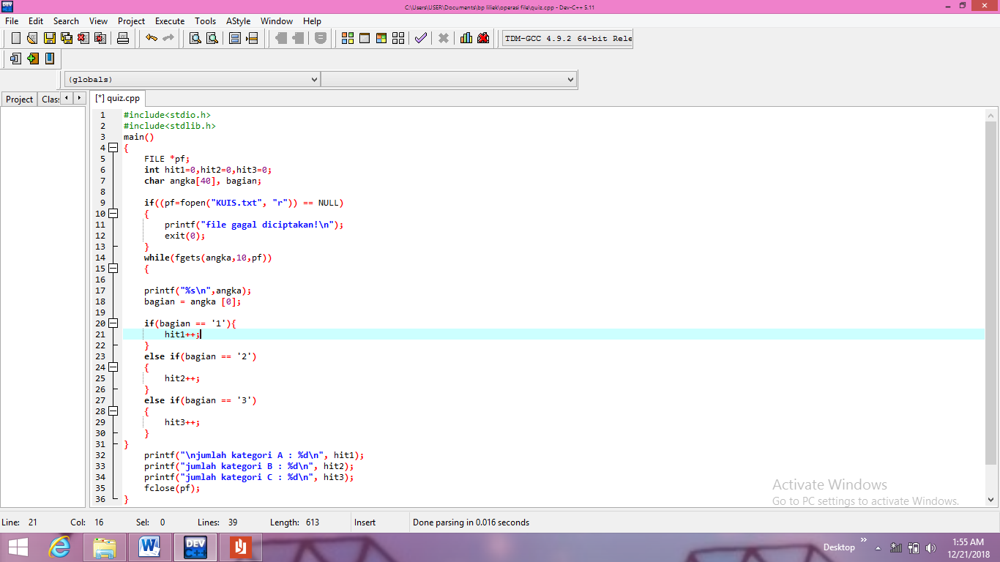 C:\Users\USER\Documents\bp liliek\operasi file\quiz.cpp - Dev-C++ 5.11
File Edit Search View Project Execute Tools AStyle Window Help
TDM-GCC 4.9.2 64-bit Rele
(globals)
Project Clas [*] quiz.cpp
1 #include<stdio.h>
2 #include<stdlib.h>
3 main()
4 {
5 FILE *pf;
6 int hit1=0,hit2=0,hit3=0;
7 char angka[40], bagian;
8
9 if((pf=fopen("KUIS.txt", "r")) == NULL)
10 {
11 printf("file gagal diciptakan!\n");
12 exit(0);
13 }
14 while(fgets(angka,10,pf))
15 {
16
17 printf("%s\n",angka);
18 bagian = angka [0];
19
20 if(bagian == '1'){
21 hit1++;
22 }
23 else if(bagian == '2')
24 {
25 hit2++;
26 }
27 else if(bagian == '3')
28 {
29 hit3++;
30 }
31 }
32 printf("\njumlah kategori A : %d\n", hit1);
33 printf("jumlah kategori B : %d\n", hit2);
34 printf("jumlah kategori C : %d\n", hit3);
35 fclose(pf);
36 }
Activate Windows
Go to PC settings to activate Windows.
Line: 21 Col: 16 Sel: 0 Lines: 39 Length: 613 Insert Done parsing in 0.016 seconds
DEV C++
Desktop
1:55 AM
12/21/2018